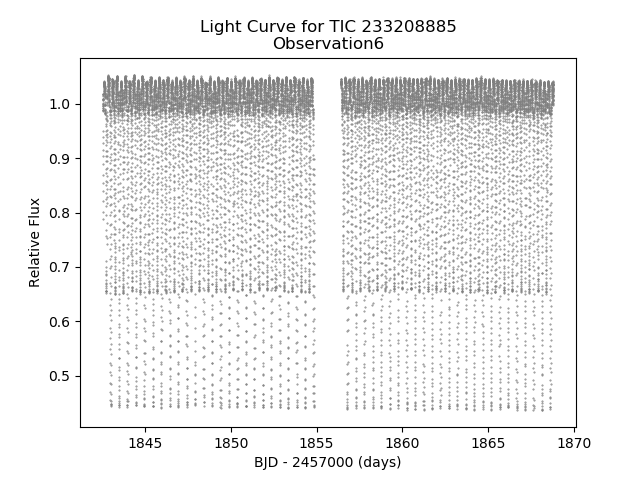 Light Curve for TIC 233208885
Observation6
Relative Flux
1.0
0.9
0.8
0.7
0.6
0.5
1845 1850 1855 1860 1865 1870
BJD - 2457000 (days)